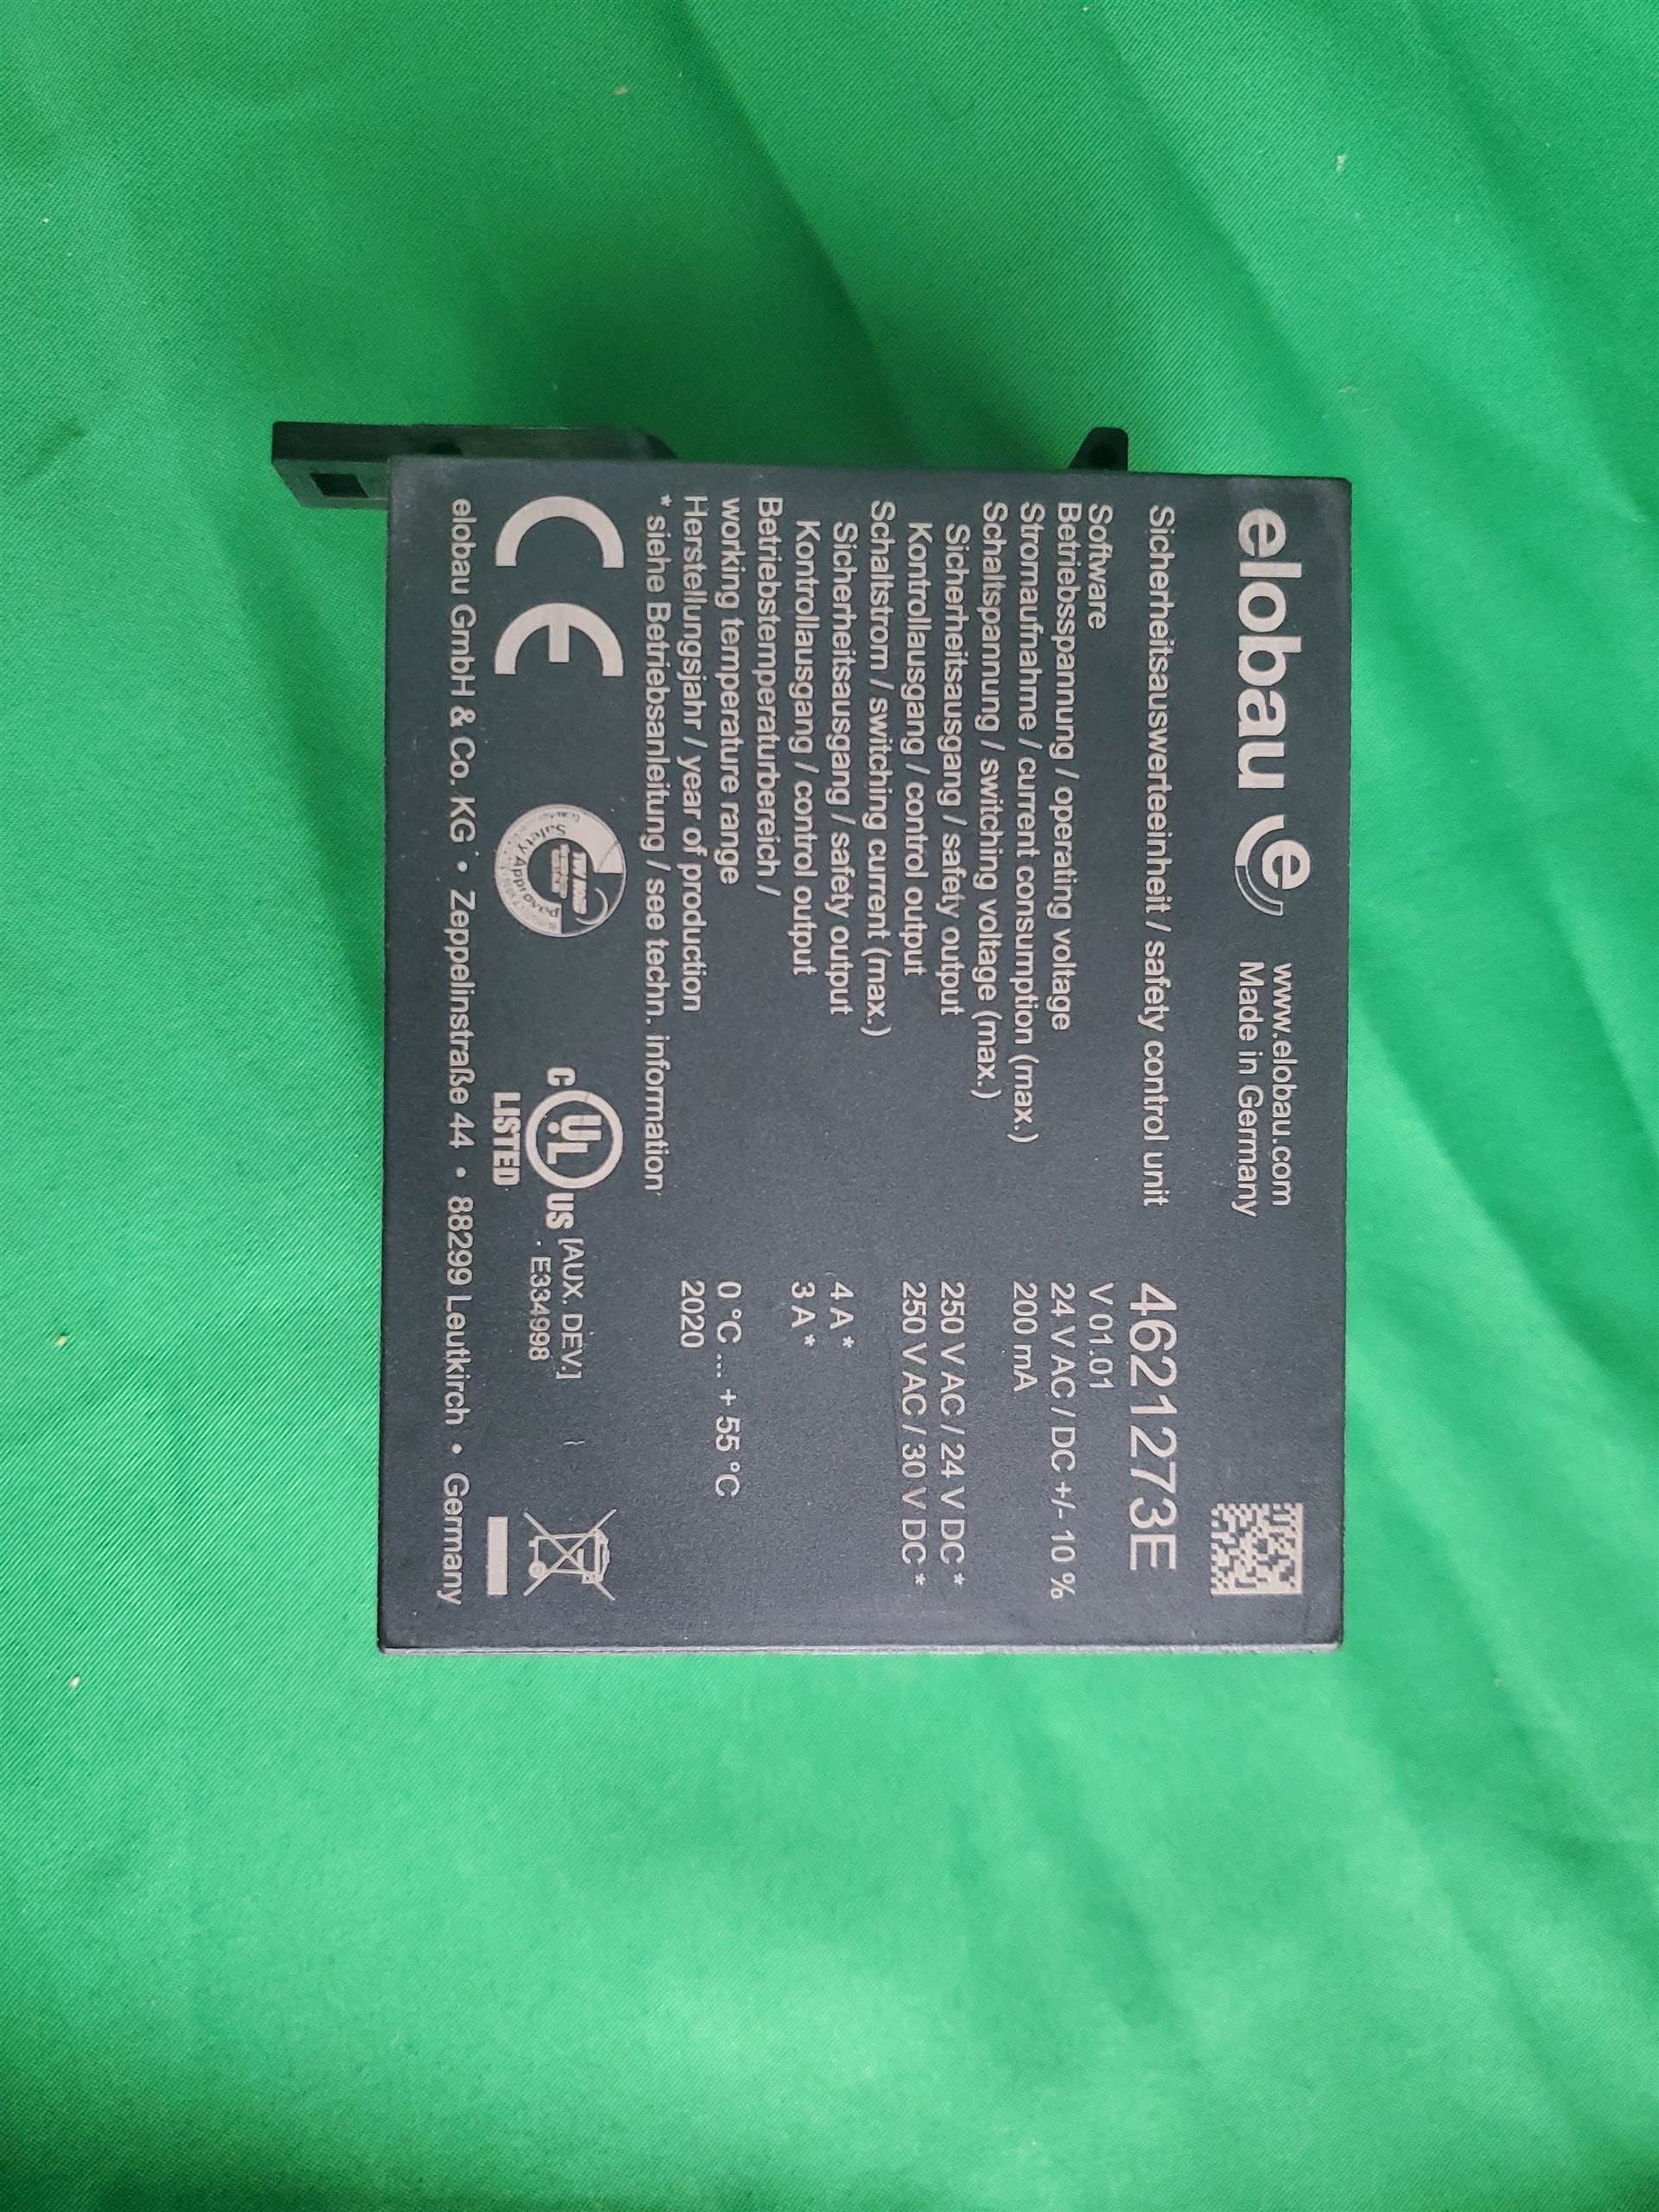 elobau e www.elobau.com
Made in Germany
Sicherheitsauswerteeinheit / safety control unit 4621273E
Software V 01.01
Betriebsspannung / operating voltage 24 V AC / DC +/- 10 %
Stromaufnahme / current consumption (max.) 200 mA
Schaltspannung / switching voltage (max.)
Sicherheitsausgang / safety output 250 V AC / 24 V DC *
Kontrollausgang / control output 250 V AC / 30 V DC *
Schaltstrom / switching current (max.)
Sicherheitsausgang / safety output 4 A *
Kontrollausgang / control output 3 A *
Betriebstemperaturbereich /
working temperature range 0 °C ... + 55 °C
Herstellungsjahr / year of production 2020
* siehe Betriebsanleitung / see techn. information
CE
Safety Approved
c UL US [AUX. DEV.]
LISTED E334998
elobau GmbH & Co. KG • Zeppelinstraße 44 • 88299 Leutkirch • Germany